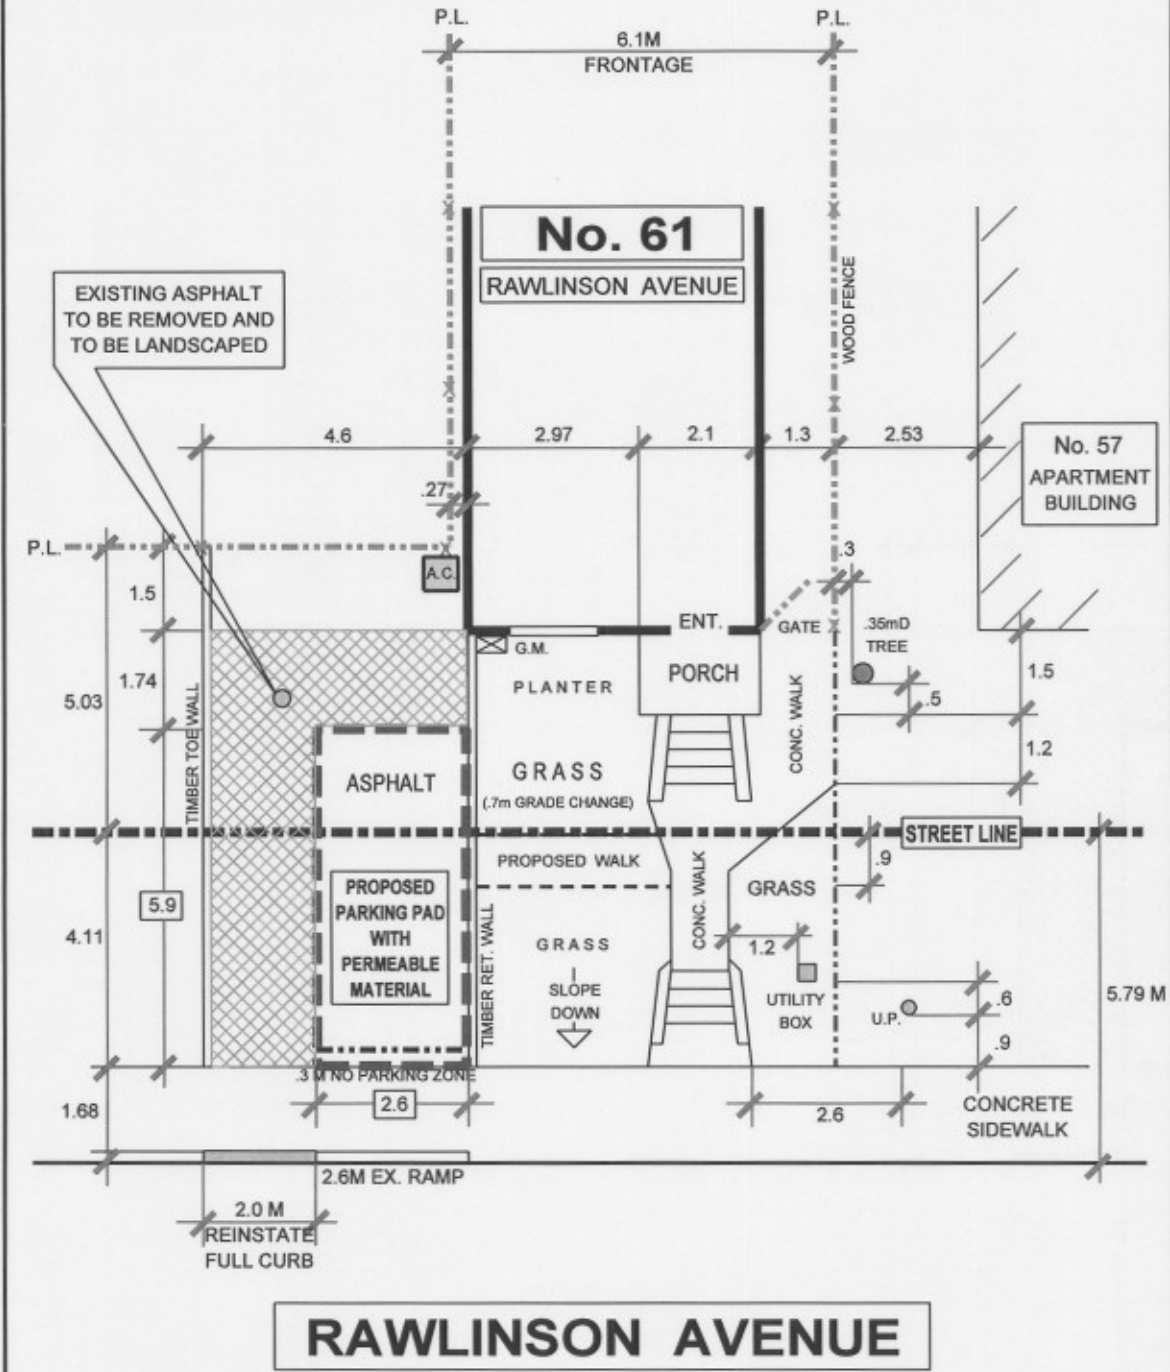 P.L.
P.L.
6.1M
FRONTAGE
No. 61
RAWLINSON AVENUE
WOOD FENCE
EXISTING ASPHALT
TO BE REMOVED AND
TO BE LANDSCAPED
4.6
2.97
2.1
1.3
2.53
No. 57
APARTMENT
BUILDING
.27
P.L.
A.C.
.3
1.5
ENT.
GATE
.35mD
TREE
G.M.
PORCH
PLANTER
1.5
5.03
1.74
.5
TIMBER TOE WALL
CONC. WALK
1.2
ASPHALT
GRASS
(.7m GRADE CHANGE)
STREET LINE
PROPOSED WALK
.9
PROPOSED
PARKING PAD
WITH
PERMEABLE
MATERIAL
CONC. WALK
GRASS
5.9
4.11
TIMBER RET. WALL
GRASS
1.2
SLOPE
DOWN
UTILITY
BOX
U.P.
.6
5.79 M
.9
.3 M NO PARKING ZONE
1.68
2.6
2.6
CONCRETE
SIDEWALK
2.6M EX. RAMP
2.0 M
REINSTATE
FULL CURB
RAWLINSON AVENUE